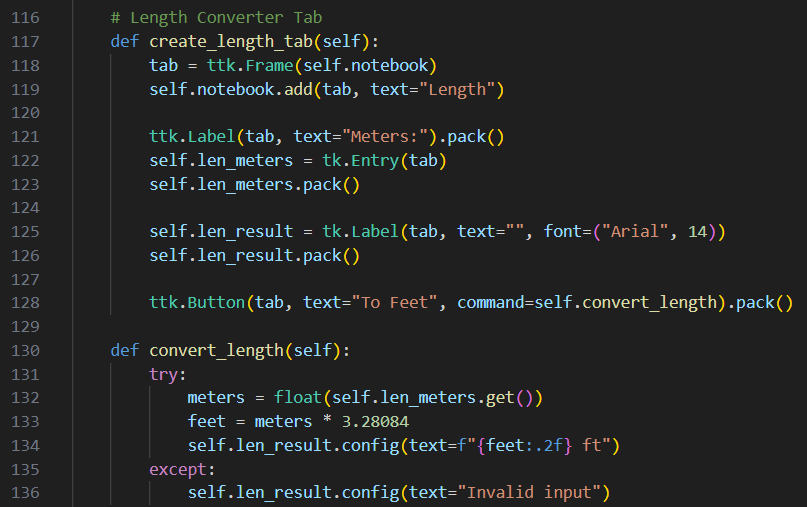 116     # Length Converter Tab
117     def create_length_tab(self):
118         tab = ttk.Frame(self.notebook)
119         self.notebook.add(tab, text="Length")
120
121         ttk.Label(tab, text="Meters:").pack()
122         self.len_meters = tk.Entry(tab)
123         self.len_meters.pack()
124
125         self.len_result = tk.Label(tab, text="", font=("Arial", 14))
126         self.len_result.pack()
127
128         ttk.Button(tab, text="To Feet", command=self.convert_length).pack()
129
130     def convert_length(self):
131         try:
132             meters = float(self.len_meters.get())
133             feet = meters * 3.28084
134             self.len_result.config(text=f"{feet:.2f} ft")
135         except:
136             self.len_result.config(text="Invalid input")